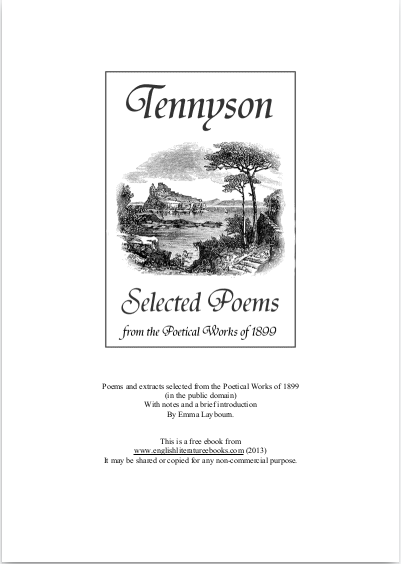 Tennyson
Selected Poems
from the Poetical Works of 1899
Poems and extracts selected from the Poetical Works of 1899
(in the public domain)
With notes and a brief introduction
By Emma Laybourn.
This is a free ebook from
www.englishliteratureebooks.com (2013)
It may be shared or copied for any non-commercial purpose.